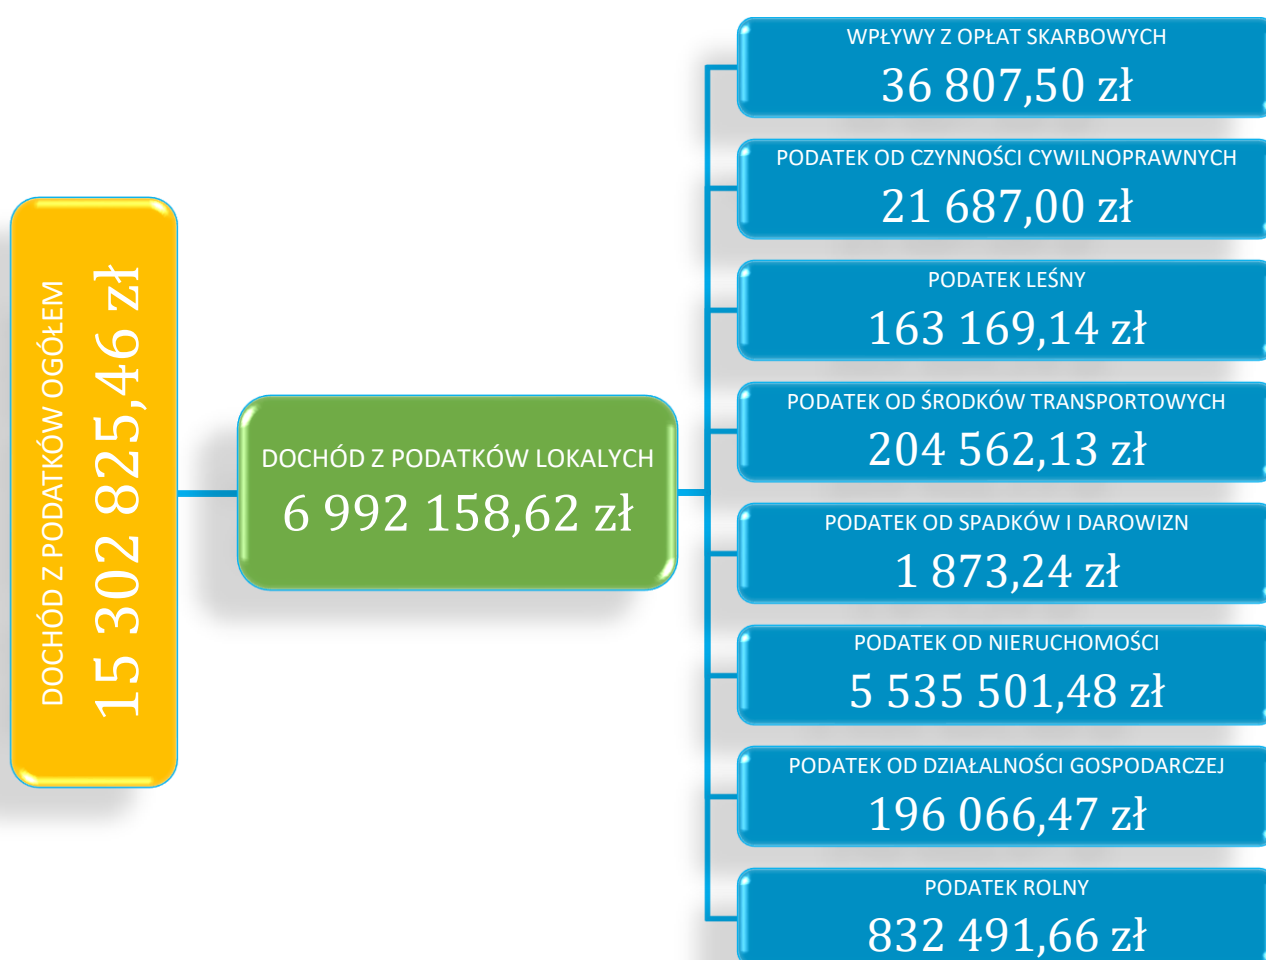 DOCHÓD Z PODATKÓW OGÓŁEM
15 302 825,46 zł
DOCHÓD Z PODATKÓW LOKALYCH
6 992 158,62 zł
WPŁYWY Z OPŁAT SKARBOWYCH
36 807,50 zł
PODATEK OD CZYNNOŚCI CYWILNOPRAWNYCH
21 687,00 zł
PODATEK LEŚNY
163 169,14 zł
PODATEK OD ŚRODKÓW TRANSPORTOWYCH
204 562,13 zł
PODATEK OD SPADKÓW I DAROWIZN
1 873,24 zł
PODATEK OD NIERUCHOMOŚCI
5 535 501,48 zł
PODATEK OD DZIAŁALNOŚCI GOSPODARCZEJ
196 066,47 zł
PODATEK ROLNY
832 491,66 zł